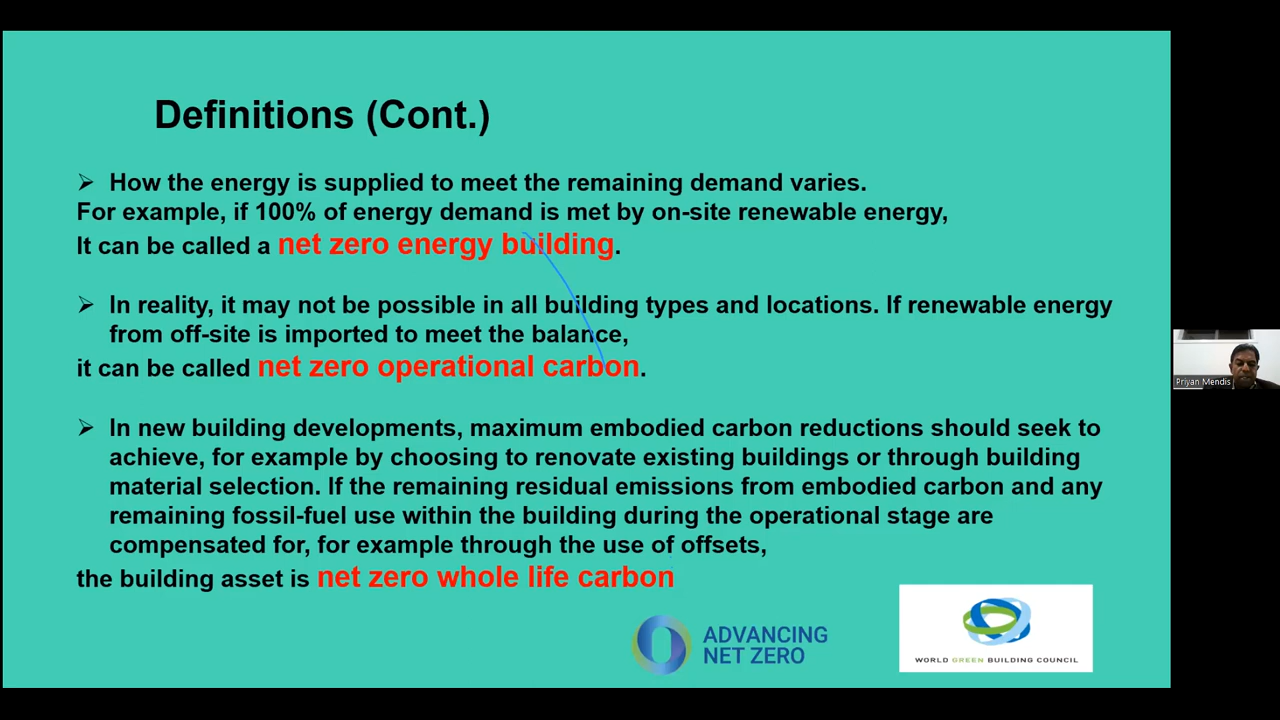 Definitions (Cont.)
How the energy is supplied to meet the remaining demand varies.
For example, if 100% of energy demand is met by on-site renewable energy,
It can be called a net zero energy building.
In reality, it may not be possible in all building types and locations. If renewable energy
from off-site is imported to meet the balance,
it can be called net zero operational carbon.
In new building developments, maximum embodied carbon reductions should seek to
achieve, for example by choosing to renovate existing buildings or through building
material selection. If the remaining residual emissions from embodied carbon and any
remaining fossil-fuel use within the building during the operational stage are
compensated for, for example through the use of offsets,
the building asset is net zero whole life carbon
ADVANCING
NET ZERO
WORLD GREEN BUILDING COUNCIL
Priyan Mendis